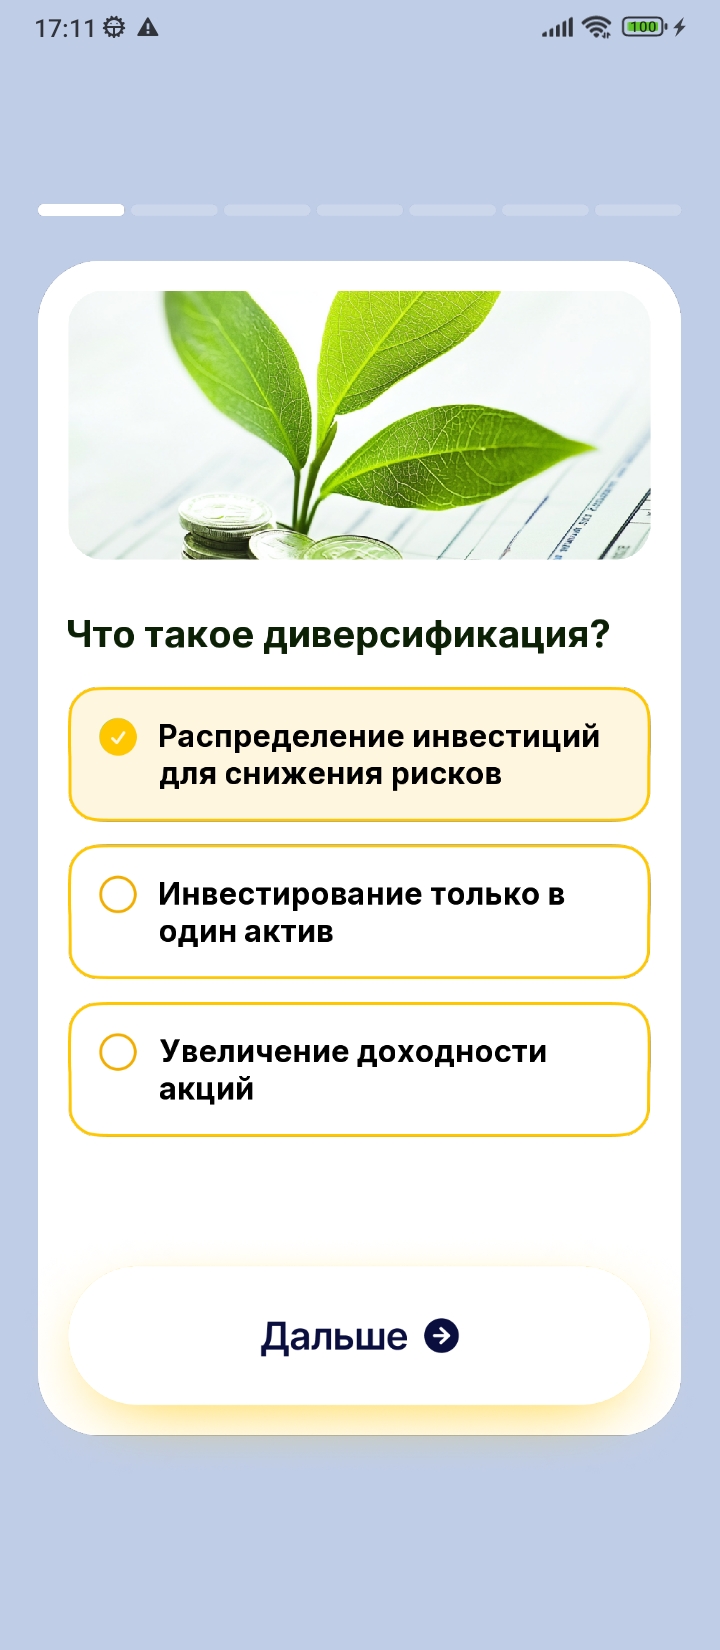 17:11
100
Что такое диверсификация?
Распределение инвестиций
для снижения рисков
Инвестирование только в
один актив
Увеличение доходности
акций
Дальше